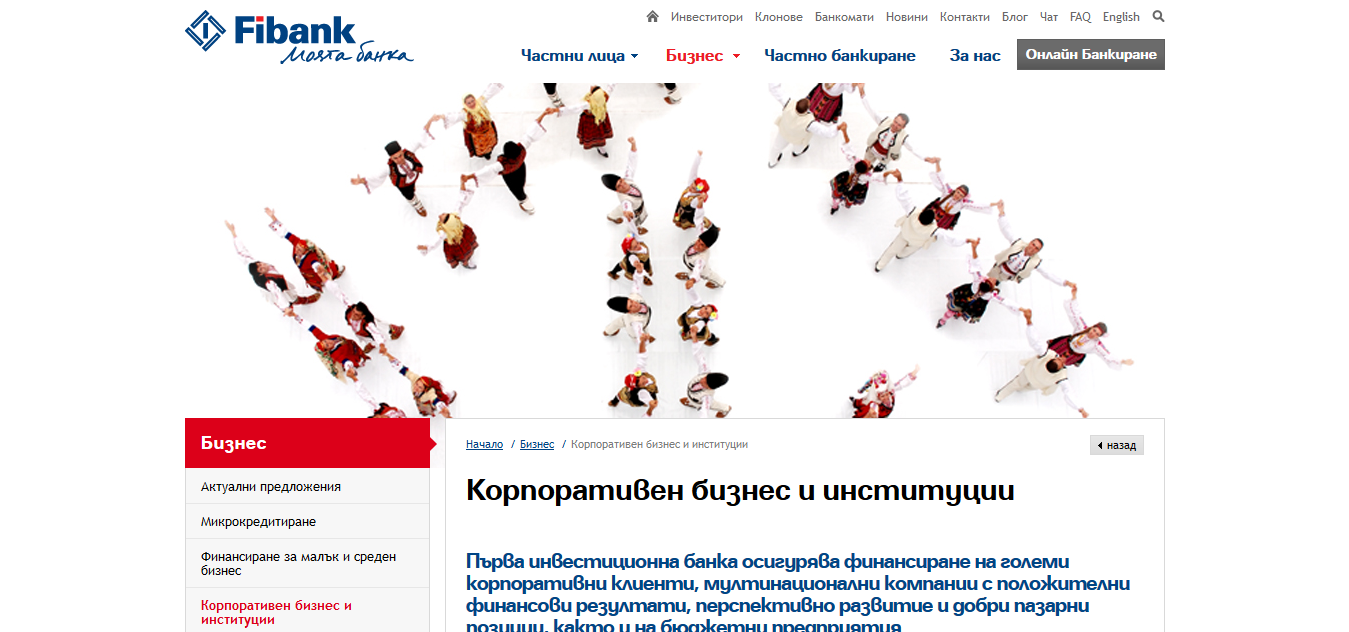 Fibank
Моята банка
Инвеститори Клонове Банкомати Новини Контакти Блог Чат FAQ English
Частни лица Бизнес Частно банкиране За нас Онлайн Банкиране
Бизнес
Актуални предложения
Микрокредитиране
Финансиране за малък и среден
бизнес
Корпоративен бизнес и
институции
Начало / Бизнес / Корпоративен бизнес и институции
назад
Корпоративен бизнес и институции
Първа инвестиционна банка осигурява финансиране на големи
корпоративни клиенти, мултинационални компании с положителни
финансови резултати, перспективно развитие и добри пазарни
позиции, както и на бюджетни предприятия